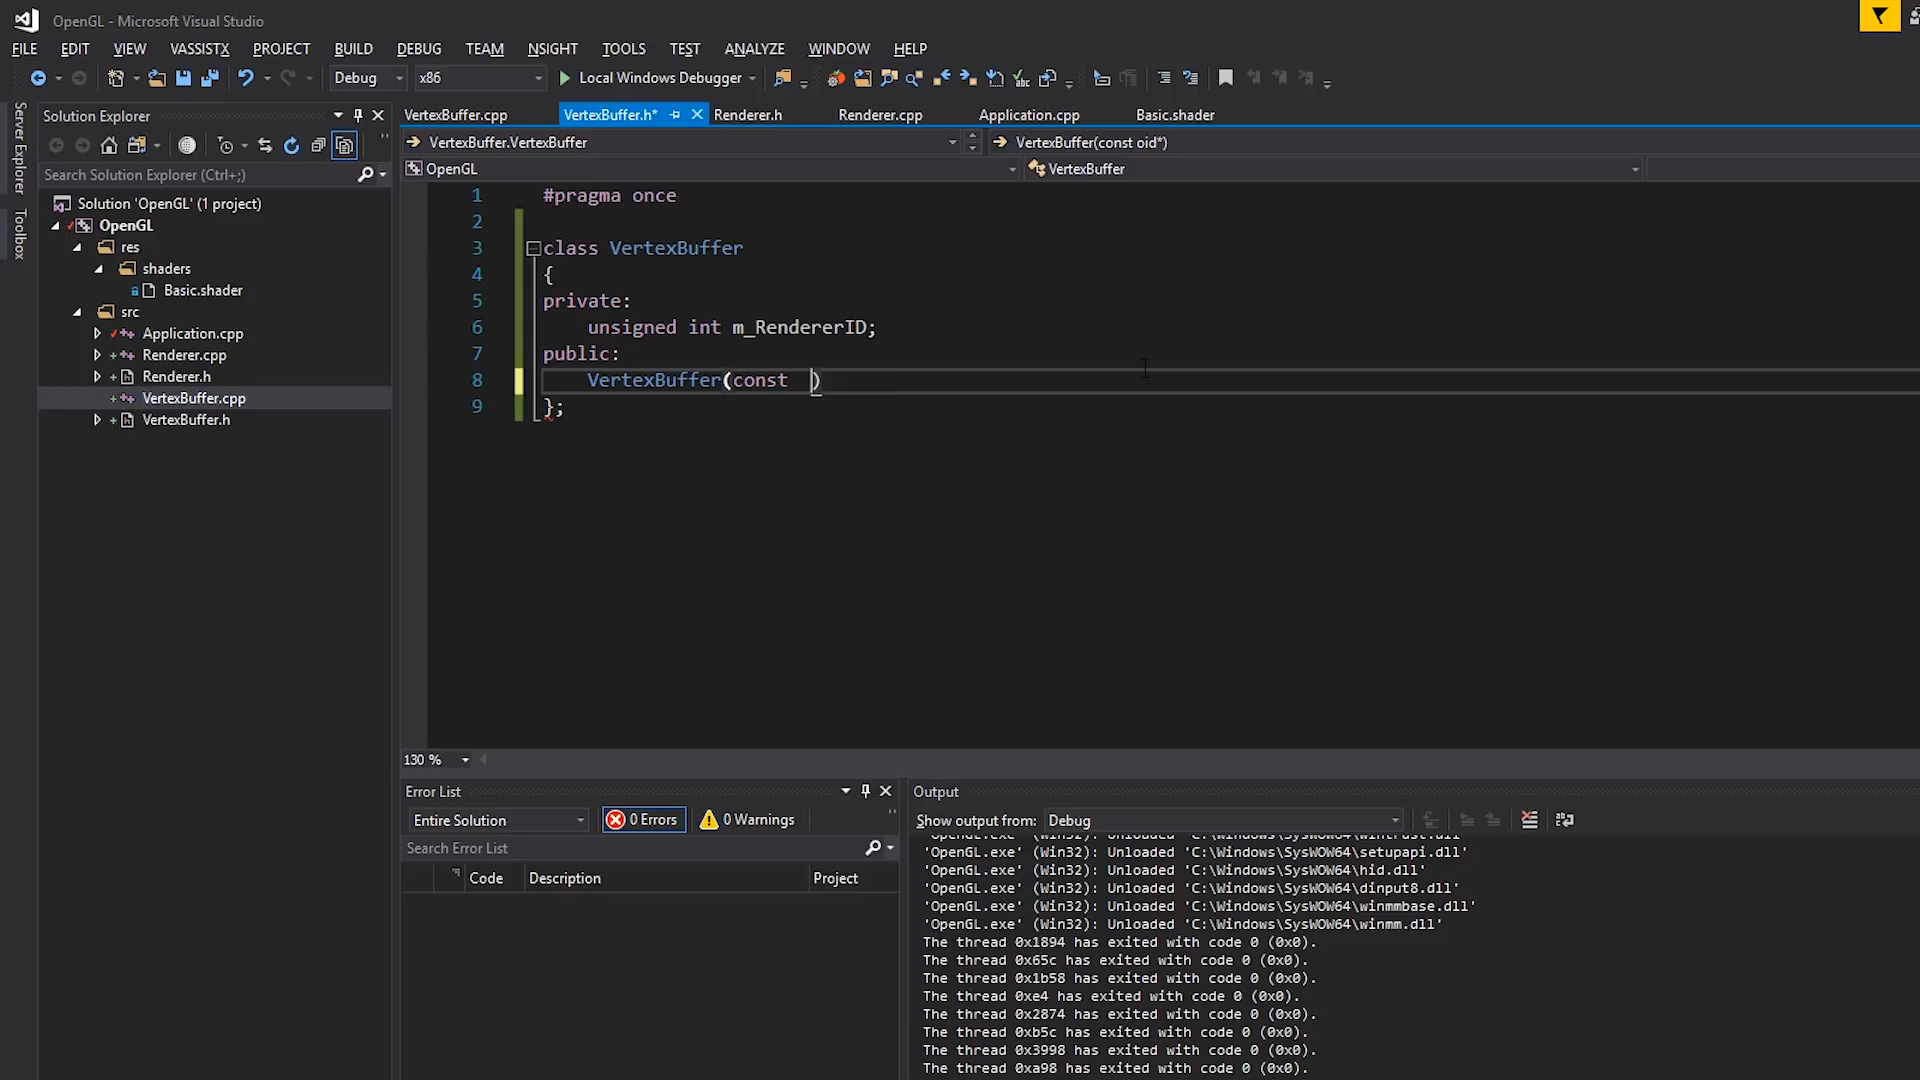 OpenGL - Microsoft Visual Studio
FILE EDIT VIEW VASSISTX PROJECT BUILD DEBUG TEAM NSIGHT TOOLS TEST ANALYZE WINDOW HELP
Debug x86 Local Windows Debugger
Server Explorer
Toolbox
Solution Explorer
Search Solution Explorer (Ctrl+;)
Solution 'OpenGL' (1 project)
OpenGL
res
shaders
Basic.shader
src
Application.cpp
Renderer.cpp
Renderer.h
VertexBuffer.cpp
VertexBuffer.h
VertexBuffer.cpp VertexBuffer.h* Renderer.h Renderer.cpp Application.cpp Basic.shader
VertexBuffer.VertexBuffer VertexBuffer(const oid*)
OpenGL VertexBuffer
1 #pragma once
2
3 class VertexBuffer
4 {
5 private:
6 unsigned int m_RendererID;
7 public:
8 VertexBuffer(const )
9 };
130 %
Error List
Entire Solution 0 Errors 0 Warnings
Search Error List
Code Description Project
Output
Show output from: Debug
'OpenGL.exe' (Win32): Unloaded 'C:\Windows\SysWOW64\wintrust.dll'
'OpenGL.exe' (Win32): Unloaded 'C:\Windows\SysWOW64\setupapi.dll'
'OpenGL.exe' (Win32): Unloaded 'C:\Windows\SysWOW64\hid.dll'
'OpenGL.exe' (Win32): Unloaded 'C:\Windows\SysWOW64\dinput8.dll'
'OpenGL.exe' (Win32): Unloaded 'C:\Windows\SysWOW64\winmmbase.dll'
'OpenGL.exe' (Win32): Unloaded 'C:\Windows\SysWOW64\winmm.dll'
The thread 0x1894 has exited with code 0 (0x0).
The thread 0x65c has exited with code 0 (0x0).
The thread 0x1b58 has exited with code 0 (0x0).
The thread 0xe4 has exited with code 0 (0x0).
The thread 0x2874 has exited with code 0 (0x0).
The thread 0xb5c has exited with code 0 (0x0).
The thread 0x3998 has exited with code 0 (0x0).
The thread 0xa98 has exited with code 0 (0x0).